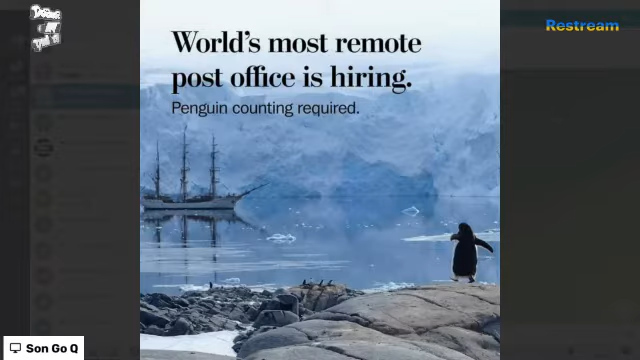 Restream
World's most remote
post office is hiring.
Penguin counting required.
Son Go Q